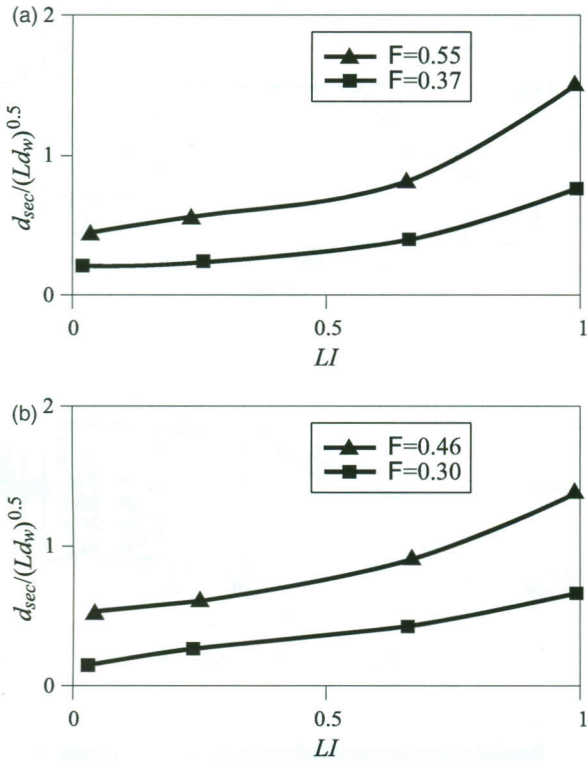 (a)
2
F=0.55
F=0.37
1
d_sec/(Ld_w)^0.5
0
0
0.5
1
LI
(b)
2
F=0.46
F=0.30
1
d_sec/(Ld_w)^0.5
0
0
0.5
1
LI